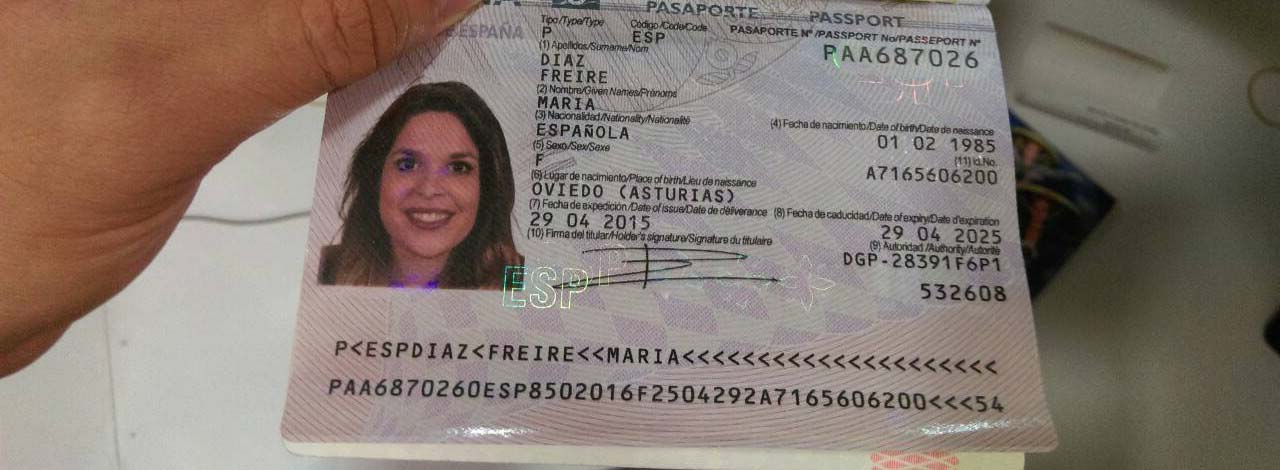 PASAPORTE PASSPORT
ESPAÑA
Tipo/Type/Type Código/Code/Code PASAPORTE Nº/PASSPORT No/PASSEPORT Nº
P ESP PAA687026
(1) Apellidos/Surname/Nom
DIAZ
FREIRE
(2) Nombre/Given Names/Prénoms
MARIA
(3) Nacionalidad/Nationality/Nationalité (4) Fecha de nacimiento/Date of birth/Date de naissance
ESPAÑOLA 01 02 1985
(5) Sexo/Sex/Sexe (11) Id.No.
F A7165606200
(6) Lugar de nacimiento/Place of birth/Lieu de naissance
OVIEDO (ASTURIAS)
(7) Fecha de expedición/Date of issue/Date de délivrance (8) Fecha de caducidad/Date of expiry/Date d'expiration
29 04 2015 29 04 2025
(10) Firma del titular/Holder's signature/Signature du titulaire (9) Autoridad/Authority/Autorité
DGP-28391F6P1
ESP
532608
P<ESPDIAZ<FREIRE<<MARIA<<<<<<<<<<<<<<<<<<<<<
PAA6870260ESP8502016F2504292A7165606200<<<54